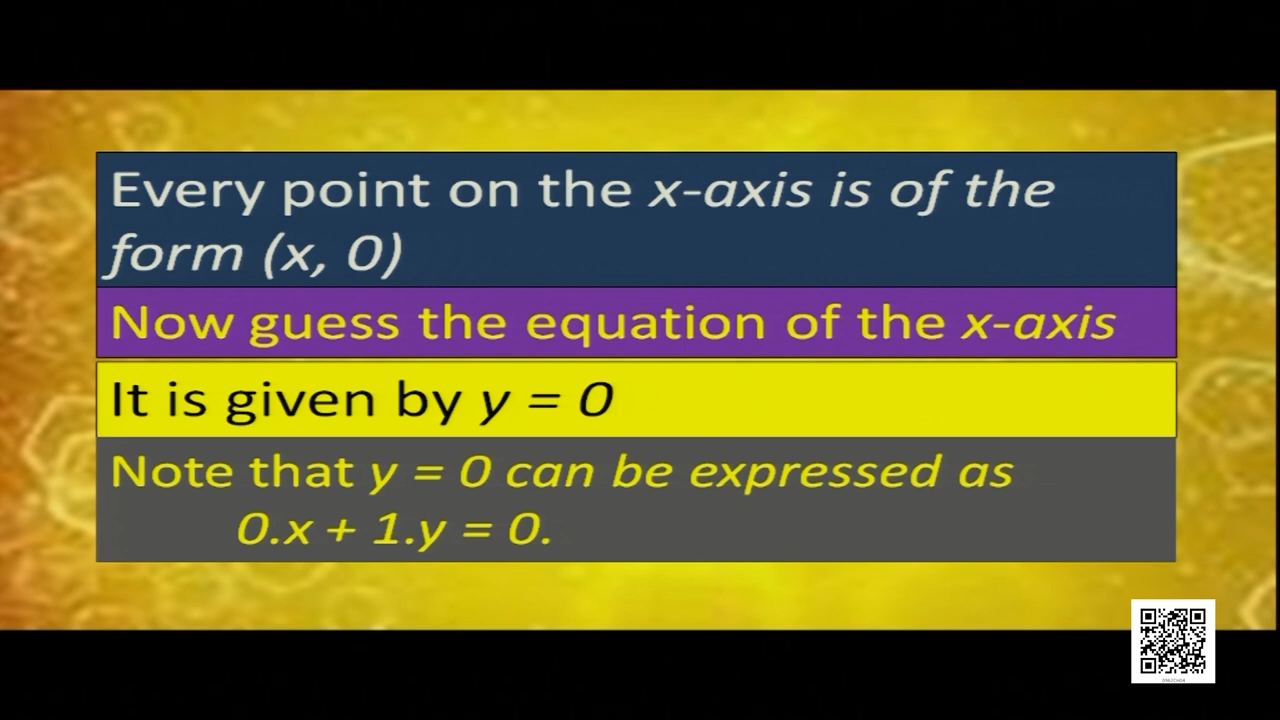 Every point on the x-axis is of the
form (x, 0)
Now guess the equation of the x-axis
It is given by y = 0
Note that y = 0 can be expressed as
0.x + 1.y = 0.